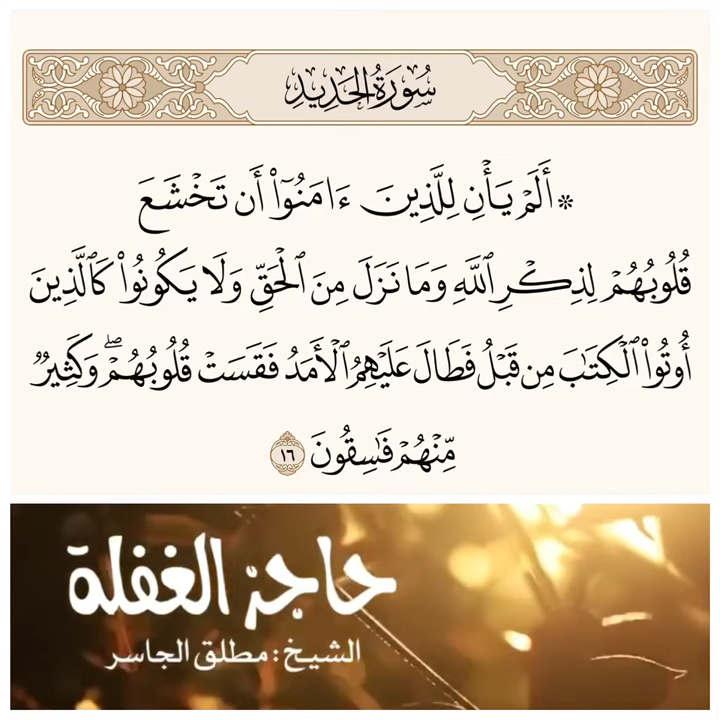 سُورَةُ الحَدِيدِ
۞ أَلَمْ يَأْنِ لِلَّذِينَ ءَامَنُوٓا۟ أَن تَخْشَعَ
قُلُوبُهُمْ لِذِكْرِ ٱللَّهِ وَمَا نَزَلَ مِنَ ٱلْحَقِّ وَلَا يَكُونُوا۟ كَٱلَّذِينَ
أُوتُوا۟ ٱلْكِتَـٰبَ مِن قَبْلُ فَطَالَ عَلَيْهِمُ ٱلْأَمَدُ فَقَسَتْ قُلُوبُهُمْ ۖ وَكَثِيرٌ
مِّنْهُمْ فَـٰسِقُونَ ١٦
حاجز الغفلة
الشيخ : مطلق الجاسر